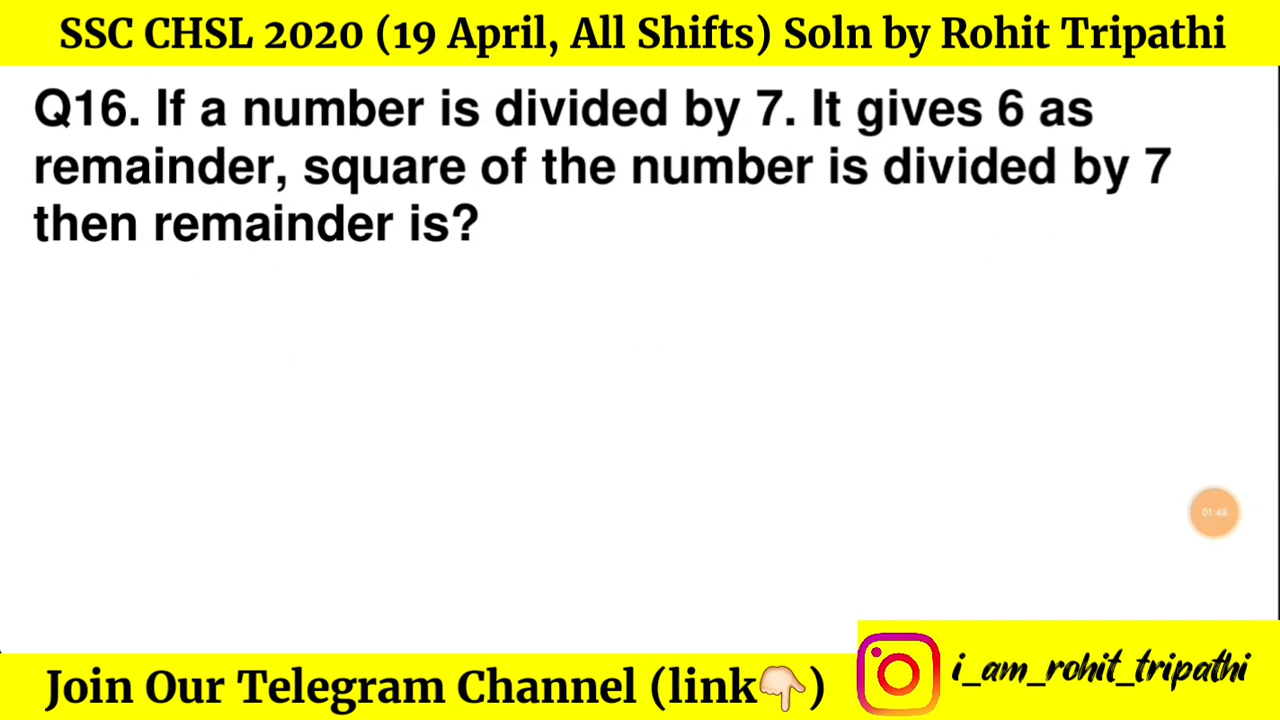 SSC CHSL 2020 (19 April, All Shifts) Soln by Rohit Tripathi
Q16. If a number is divided by 7. It gives 6 as
remainder, square of the number is divided by 7
then remainder is?
01:48
Join Our Telegram Channel (link👇)
i_am_rohit_tripathi